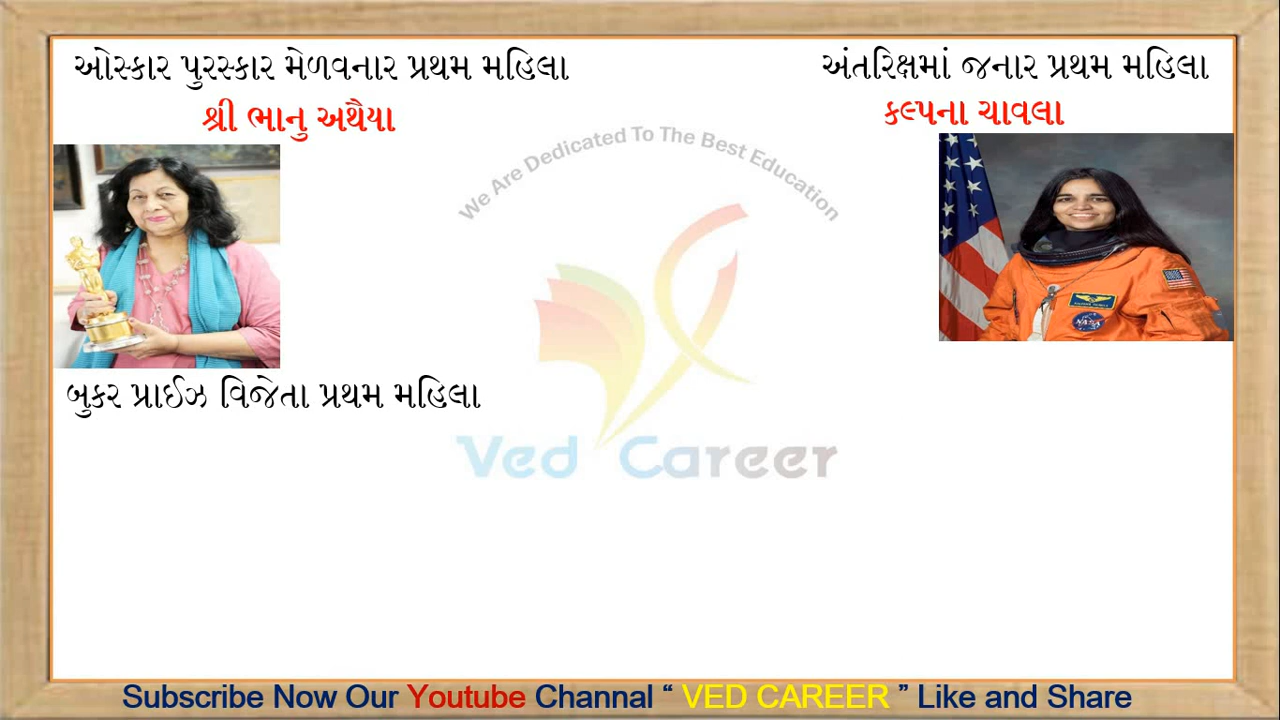 ઓસ્કાર પુરસ્કાર મેળવનાર પ્રથમ મહિલા
શ્રી ભાનુ અથૈયા
અંતરિક્ષમાં જનાર પ્રથમ મહિલા
કલ્પના ચાવલા
We Are Dedicated To The Best Education
NASA
બુકર પ્રાઈઝ વિજેતા પ્રથમ મહિલા
Ved Career
Subscribe Now Our Youtube Channal “ VED CAREER ” Like and Share